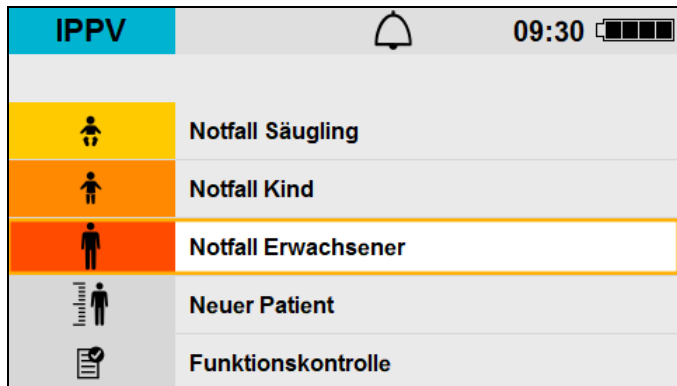 IPPV 09:30
Notfall Säugling
Notfall Kind
Notfall Erwachsener
Neuer Patient
Funktionskontrolle